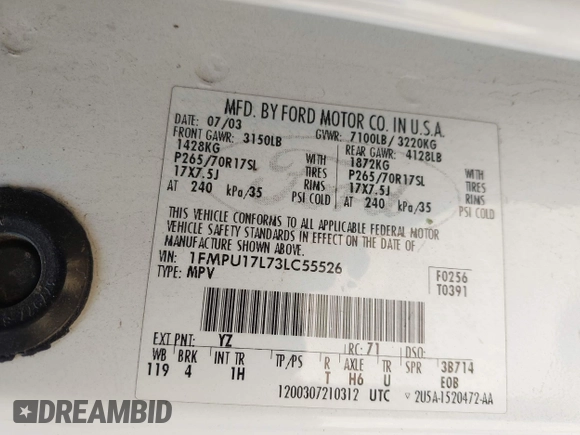 MFD. BY FORD MOTOR CO. IN U.S.A.
DATE: 07/03 GVWR: 7100LB/ 3220KG
FRONT GAWR: 3150LB REAR GAWR: 4128LB
1428KG WITH 1872KG WITH
P265/70R17SL TIRES P265/70R17SL TIRES
17X7.5J RIMS 17X7.5J RIMS
AT 240 kPa/35 PSI COLD AT 240 kPa/35 PSI COLD
THIS VEHICLE CONFORMS TO ALL APPLICABLE FEDERAL MOTOR
VEHICLE SAFETY STANDARDS IN EFFECT ON THE DATE OF
MANUFACTURE SHOWN ABOVE.
VIN: 1FMPU17L73LC55526 F0256
TYPE: MPV T0391
EXT PNT: YZ RC: 71 DSO:
WB BRK INT TR TP/PS R AXLE TR SPR 3B714
119 4 1H T H6 U EOB
1200307210312 UTC ▽ 2U5A-1520472-AA
Ford
DREAMBID